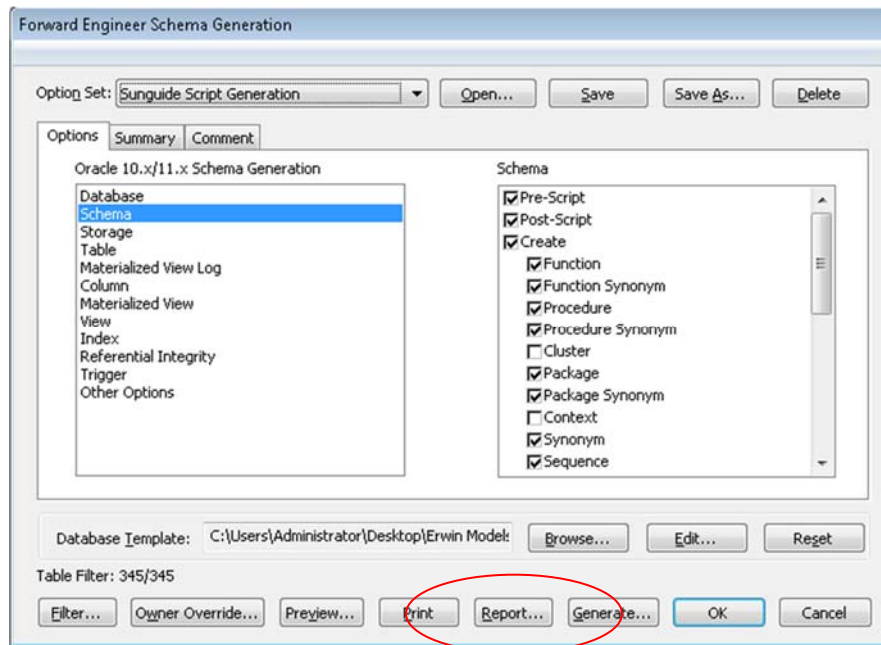 Forward Engineer Schema Generation
Option Set: Sunguide Script Generation Open... Save Save As... Delete
Options Summary Comment
Oracle 10.x/11.x Schema Generation
Database
Schema
Storage
Table
Materialized View Log
Column
Materialized View
View
Index
Referential Integrity
Trigger
Other Options
Schema
Pre-Script
Post-Script
Create
Function
Function Synonym
Procedure
Procedure Synonym
Cluster
Package
Package Synonym
Context
Synonym
Sequence
Database Template: C:\Users\Administrator\Desktop\Erwin Models Browse... Edit... Reset
Table Filter: 345/345
Filter... Owner Override... Preview... Print Report... Generate... OK Cancel